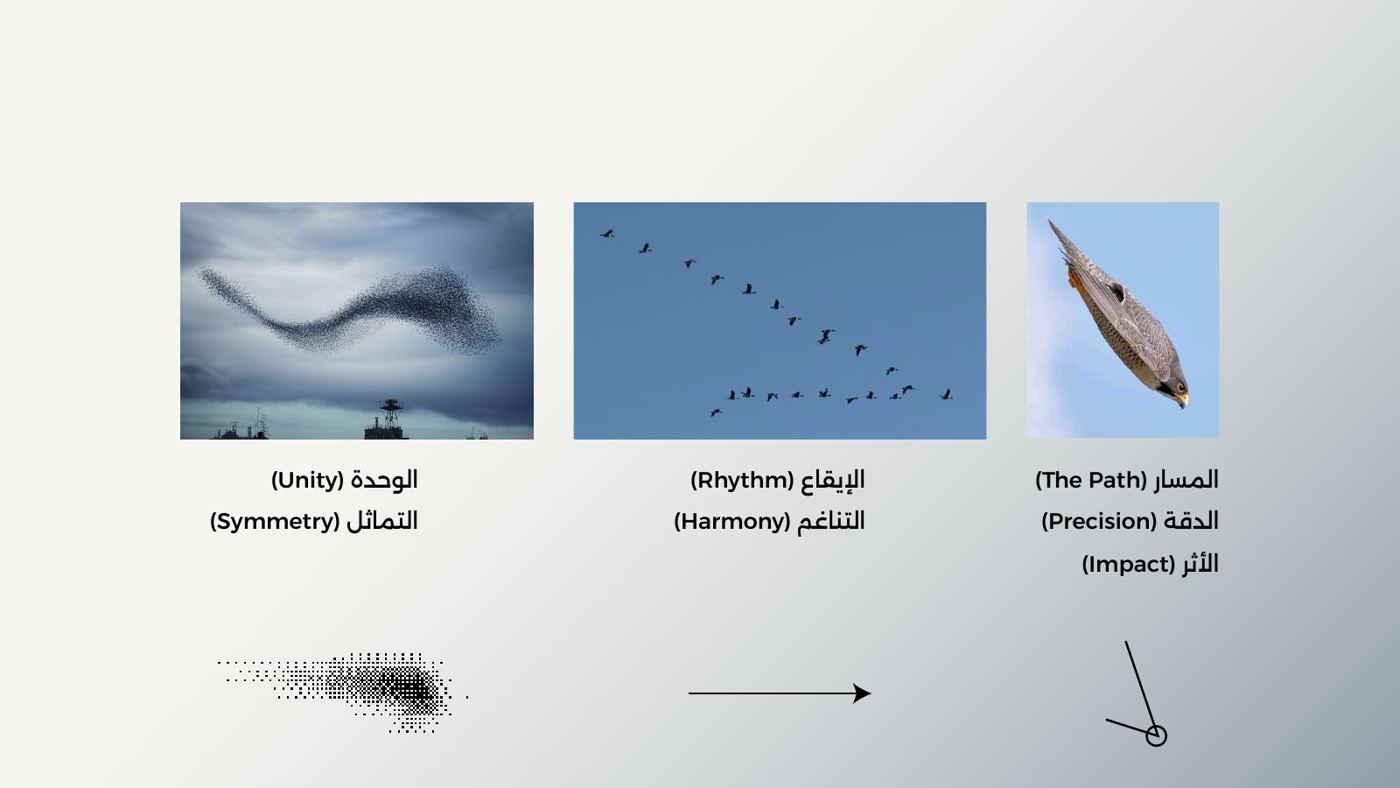 المسار (The Path)
الدقة (Precision)
الأثر (Impact)
الإيقاع (Rhythm)
التناغم (Harmony)
الوحدة (Unity)
التماثل (Symmetry)